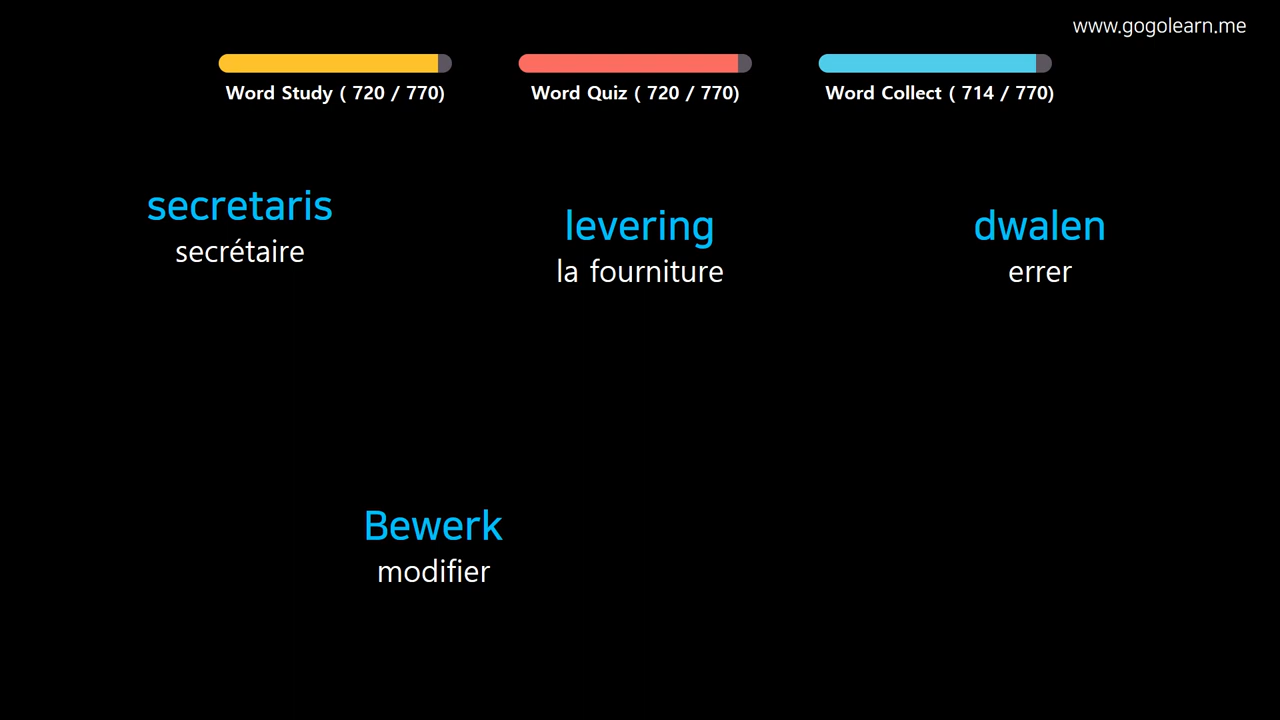 www.gogolearn.me
Word Study ( 720 / 770)
Word Quiz ( 720 / 770)
Word Collect ( 714 / 770)
secretaris
secrétaire
levering
la fourniture
dwalen
errer
Bewerk
modifier